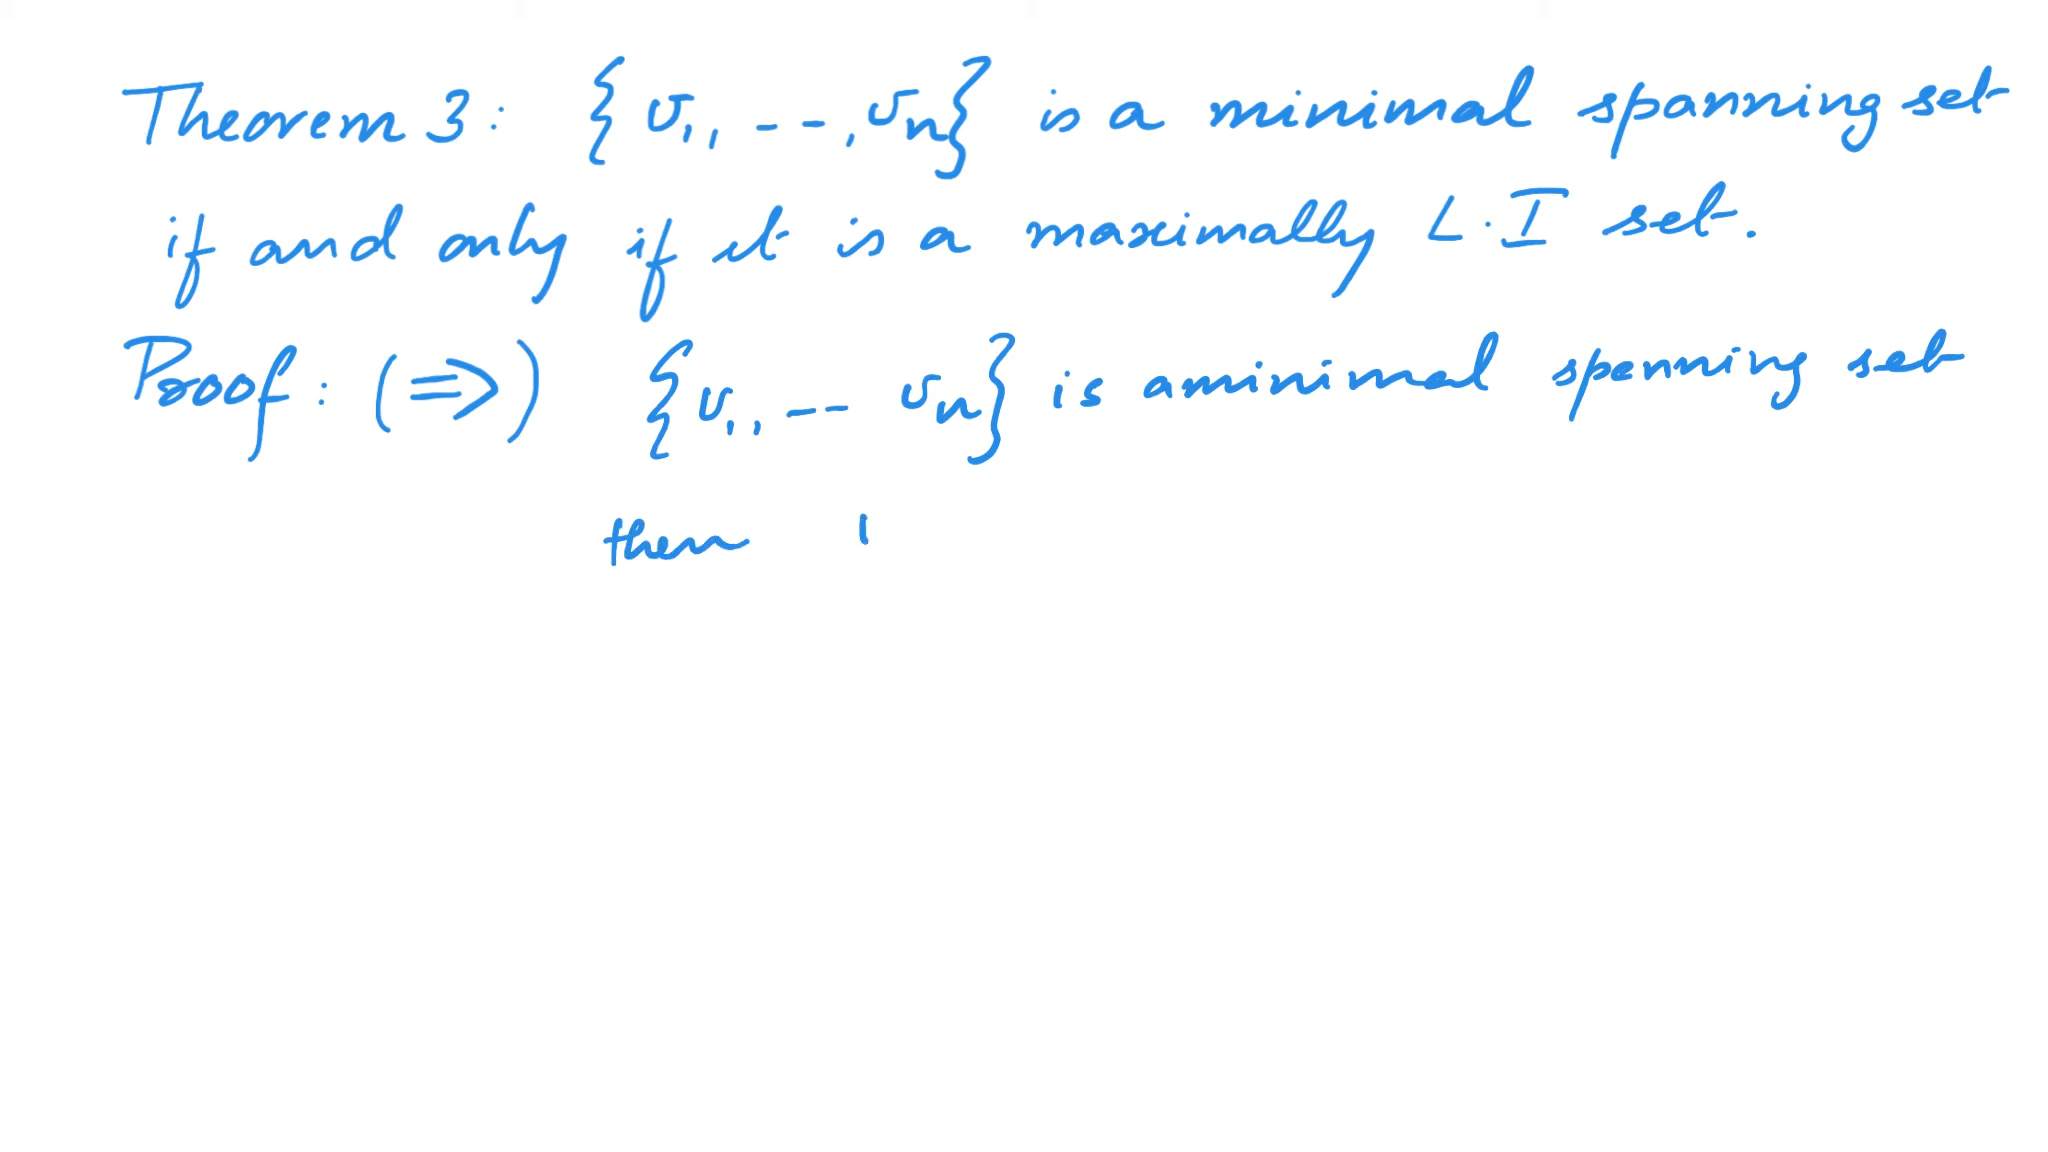 Theorem 3: {v₁, ---, vₙ} is a minimal spanning set
if and only if it is a maximally L.I set.
Proof: (⇒) {v₁, --- vₙ} is a minimal spanning set
then